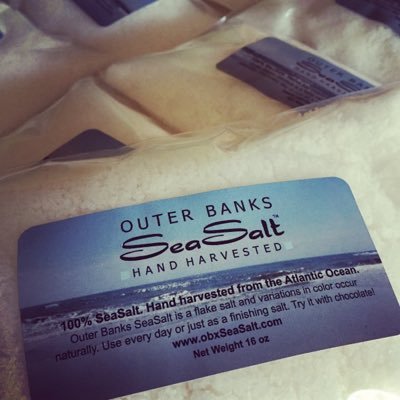 OUTER BANKS
SeaSalt™
HAND HARVESTED
100% SeaSalt. Hand harvested from the Atlantic Ocean.
Outer Banks SeaSalt is a flake salt and variations in color occur
naturally. Use every day or just as a finishing salt. Try it with chocolate!
www.obxSeaSalt.com
Net Weight 16 oz
OUTER BA